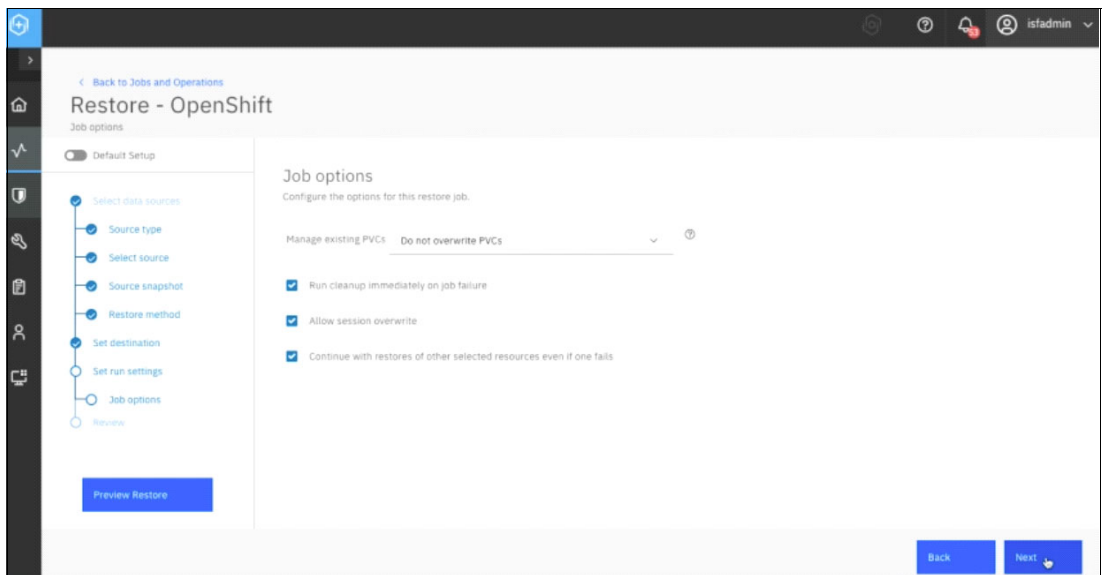 53
isfadmin
Back to Jobs and Operations
Restore - OpenShift
Job options
Default Setup
Select data sources
Source type
Select source
Source snapshot
Restore method
Set destination
Set run settings
Job options
Review
Preview Restore
Job options
Configure the options for this restore job.
Manage existing PVCs Do not overwrite PVCs
Run cleanup immediately on job failure
Allow session overwrite
Continue with restores of other selected resources even if one fails
Back Next